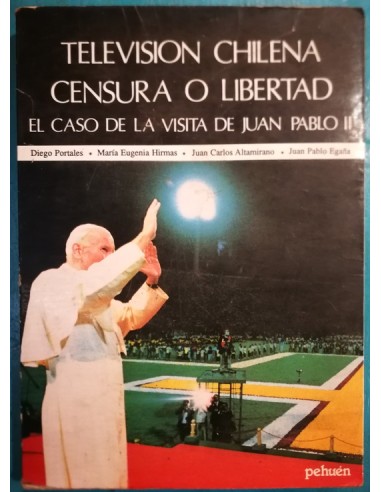 TELEVISION CHILENA
CENSURA O LIBERTAD
EL CASO DE LA VISITA DE JUAN PABLO II
Diego Portales • María Eugenia Hirmas • Juan Carlos Altamirano • Juan Pablo Egaña
pehuén